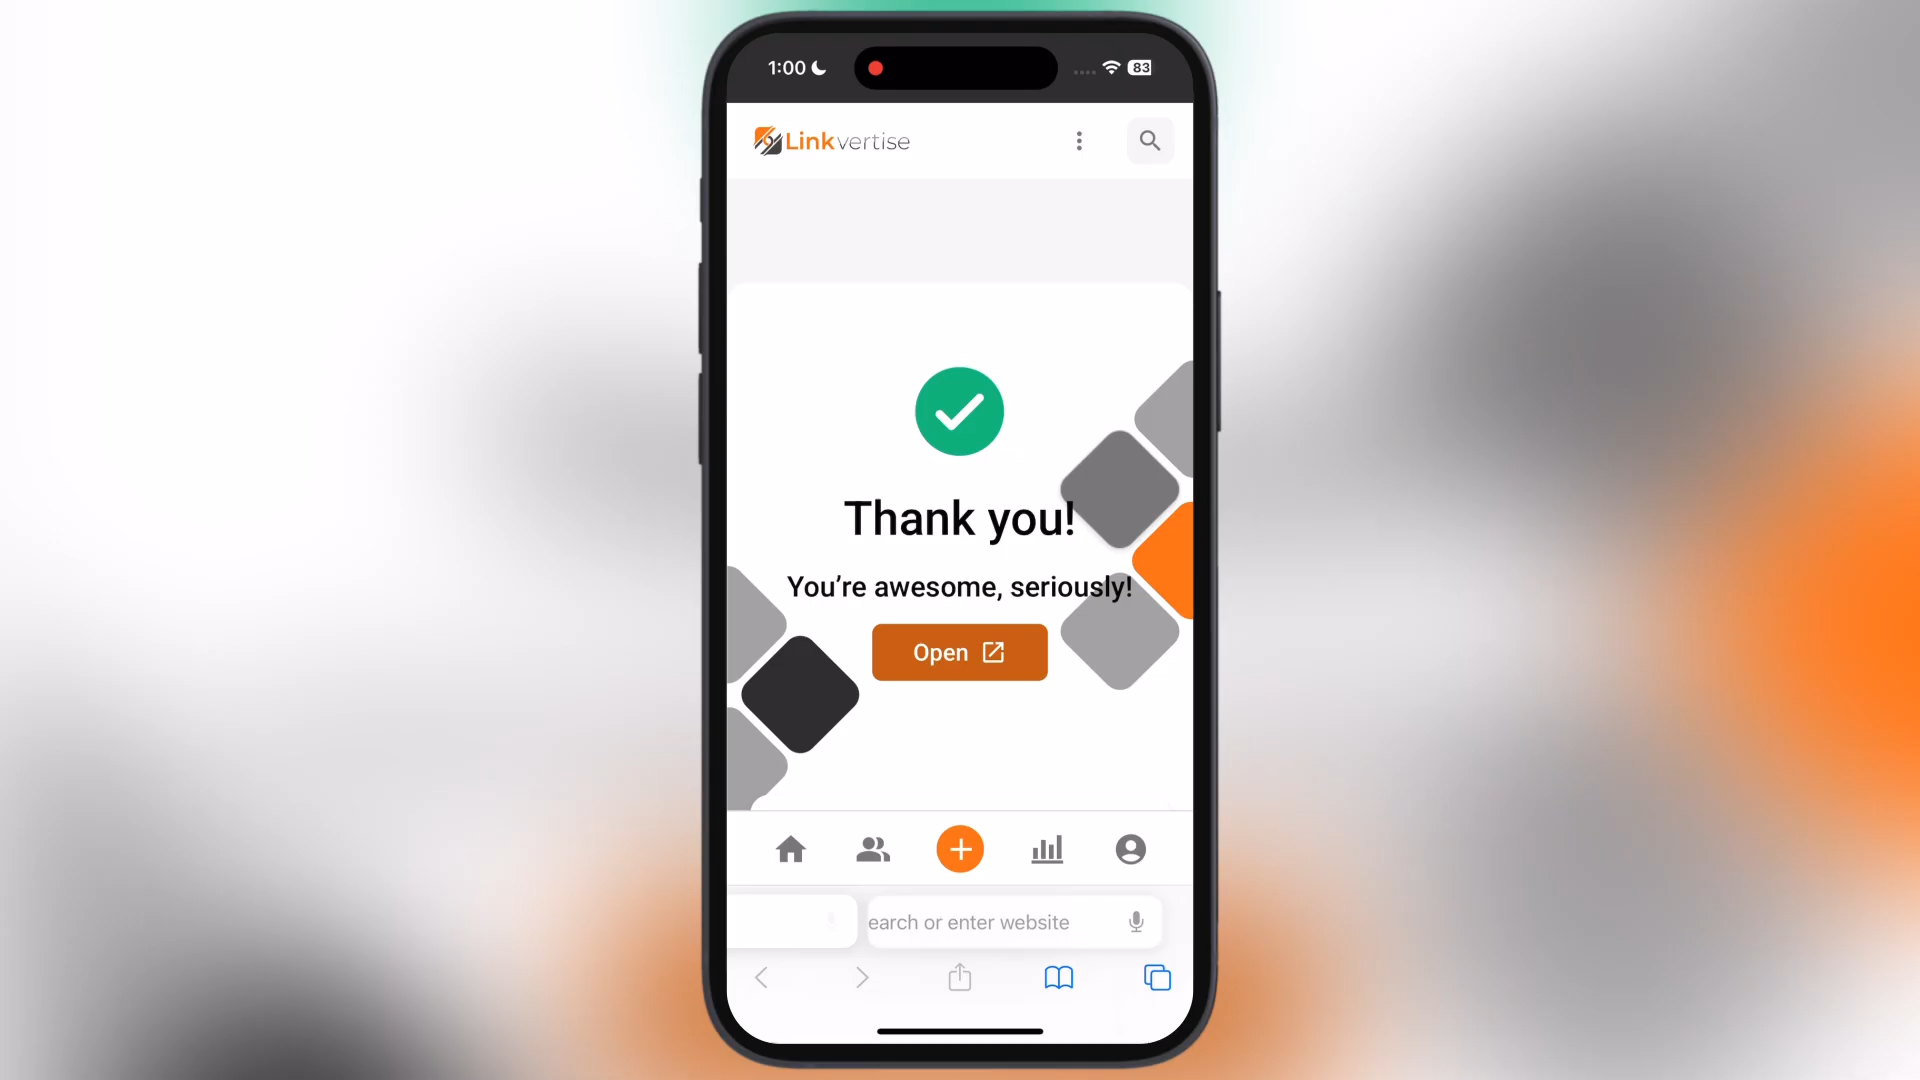 1:00
83
Linkvertise
Thank you!
You’re awesome, seriously!
Open
earch or enter website